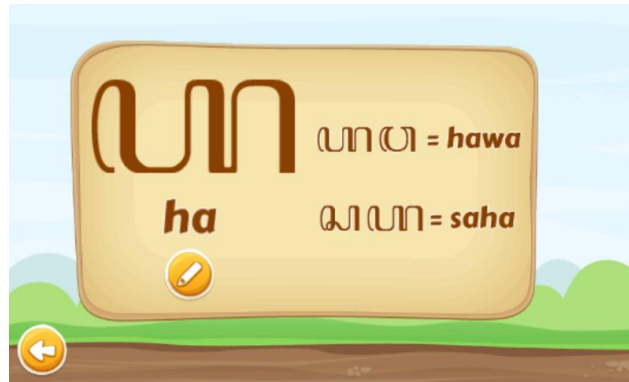 ꦲ
ha
ꦲꦮ = hawa
ꦱꦲ = saha